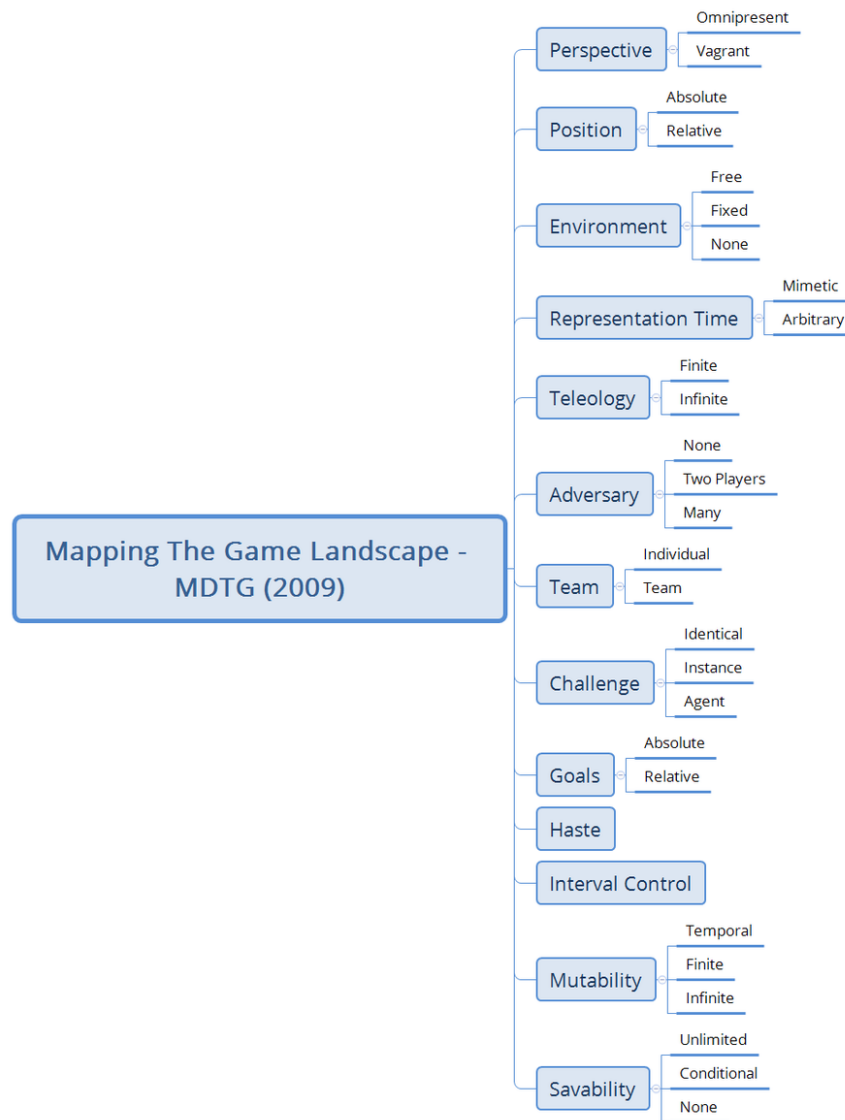 Mapping The Game Landscape -
MDTG (2009)
Perspective
Omnipresent
Vagrant
Position
Absolute
Relative
Environment
Free
Fixed
None
Representation Time
Mimetic
Arbitrary
Teleology
Finite
Infinite
Adversary
None
Two Players
Many
Team
Individual
Team
Challenge
Identical
Instance
Agent
Goals
Absolute
Relative
Haste
Interval Control
Mutability
Temporal
Finite
Infinite
Savability
Unlimited
Conditional
None